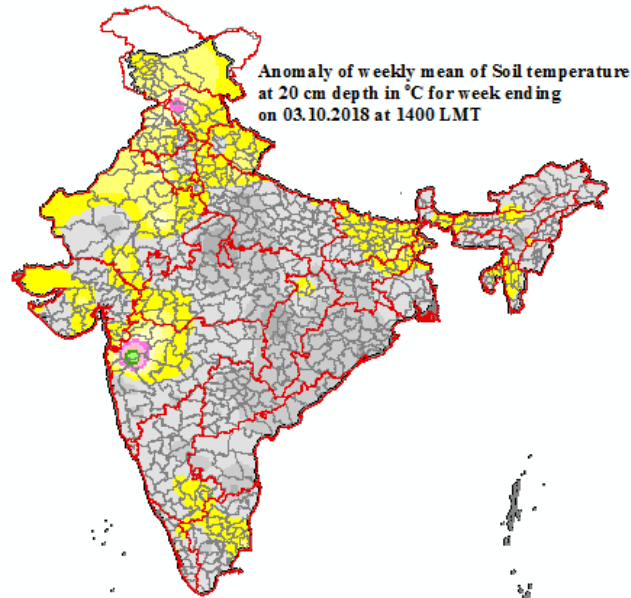 Anomaly of weekly mean of Soil temperature
at 20 cm depth in °C for week ending
on 03.10.2018 at 1400 LMT